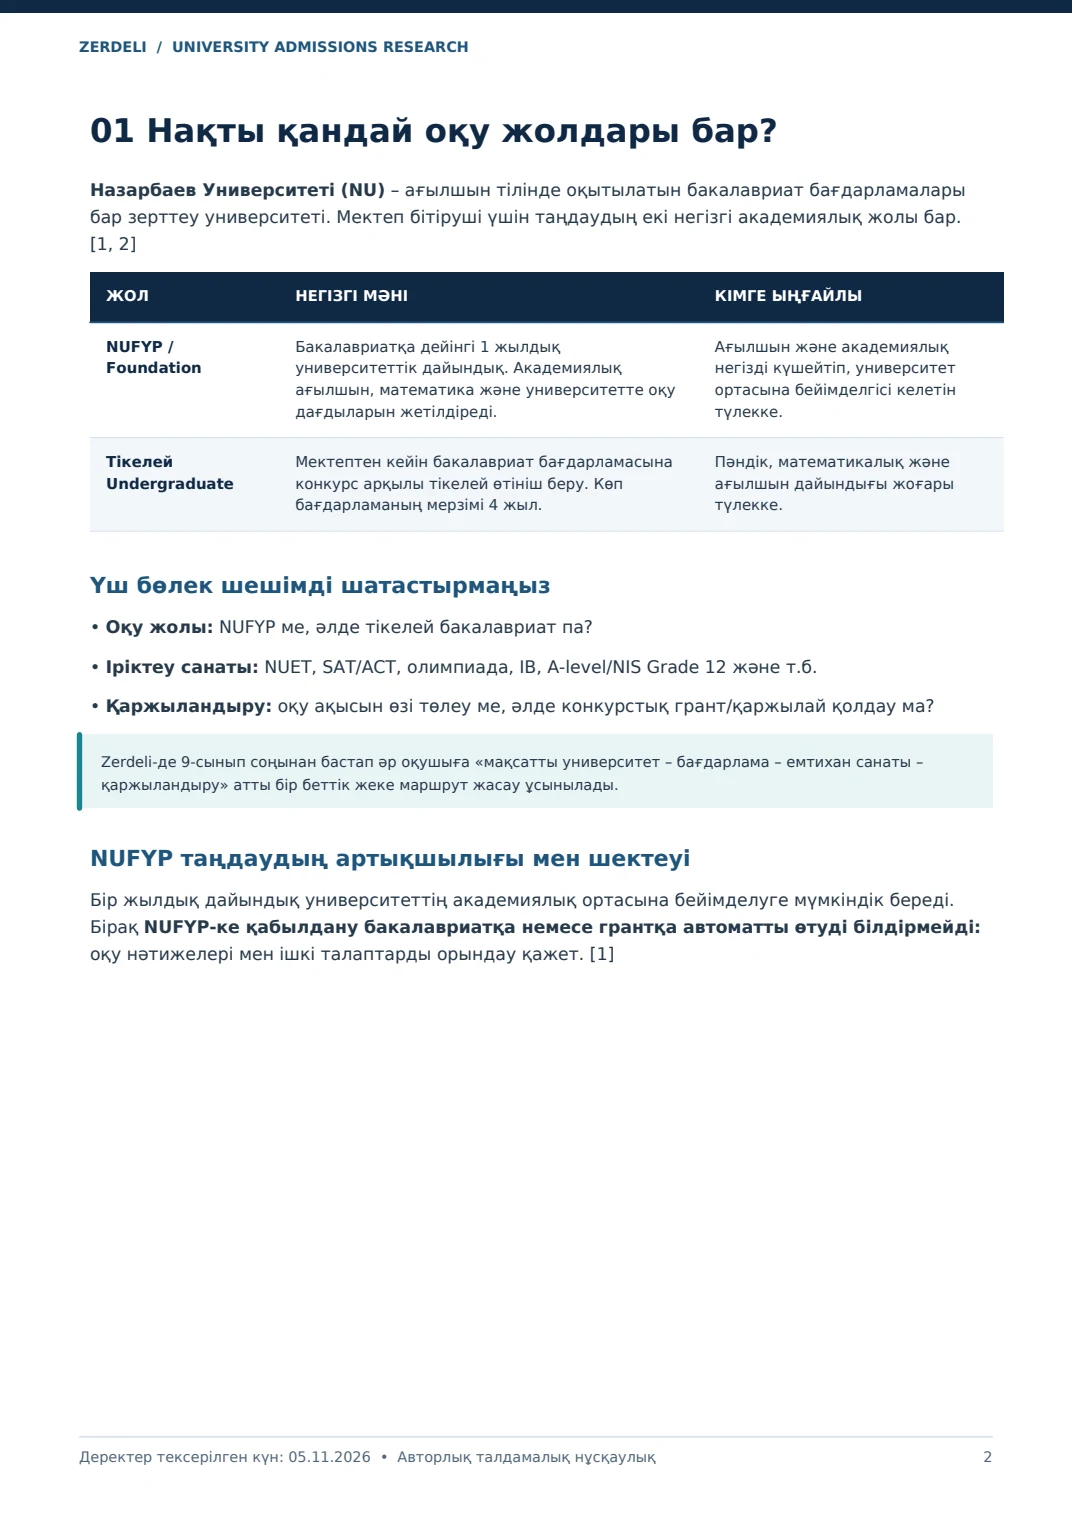 ZERDELI / UNIVERSITY ADMISSIONS RESEARCH
01 Нақты қандай оқу жолдары бар?
Назарбаев Университеті (NU) – ағылшын тілінде оқытылатын бакалавриат бағдарламалары
бар зерттеу университеті. Мектеп бітіруші үшін таңдаудың екі негізгі академиялық жолы бар.
[1, 2]
ЖОЛ НЕГІЗГІ МӘНІ КІМГЕ ЫҢҒАЙЛЫ
NUFYP /
Foundation
Бакалавриатқа дейінгі 1 жылдық
университеттік дайындық. Академиялық
ағылшын, математика және университетте оқу
дағдыларын жетілдіреді.
Ағылшын және академиялық
негізді күшейтіп, университет
ортасына бейімделгісі келетін
түлекке.
Тікелей
Undergraduate
Мектептен кейін бакалавриат бағдарламасына
конкурс арқылы тікелей өтініш беру. Көп
бағдарламаның мерзімі 4 жыл.
Пәндік, математикалық және
ағылшын дайындығы жоғары
түлекке.
Үш бөлек шешімді шатастырмаңыз
• Оқу жолы: NUFYP ме, әлде тікелей бакалавриат па?
• Іріктеу санаты: NUET, SAT/ACT, олимпиада, IB, A-level/NIS Grade 12 және т.б.
• Қаржыландыру: оқу ақысын өзі төлеу ме, әлде конкурстық грант/қаржылай қолдау ма?
Zerdeli-де 9-сынып соңынан бастап әр оқушыға «мақсатты университет – бағдарлама – емтихан санаты –
қаржыландыру» атты бір беттік жеке маршрут жасау ұсынылады.
NUFYP таңдаудың артықшылығы мен шектеуі
Бір жылдық дайындық университеттің академиялық ортасына бейімделуге мүмкіндік береді.
Бірақ NUFYP-ке қабылдану бакалавриатқа немесе грантқа автоматты өтуді білдірмейді:
оқу нәтижелері мен ішкі талаптарды орындау қажет. [1]
Деректер тексерілген күн: 05.11.2026 • Авторлық талдамалық нұсқаулық 2